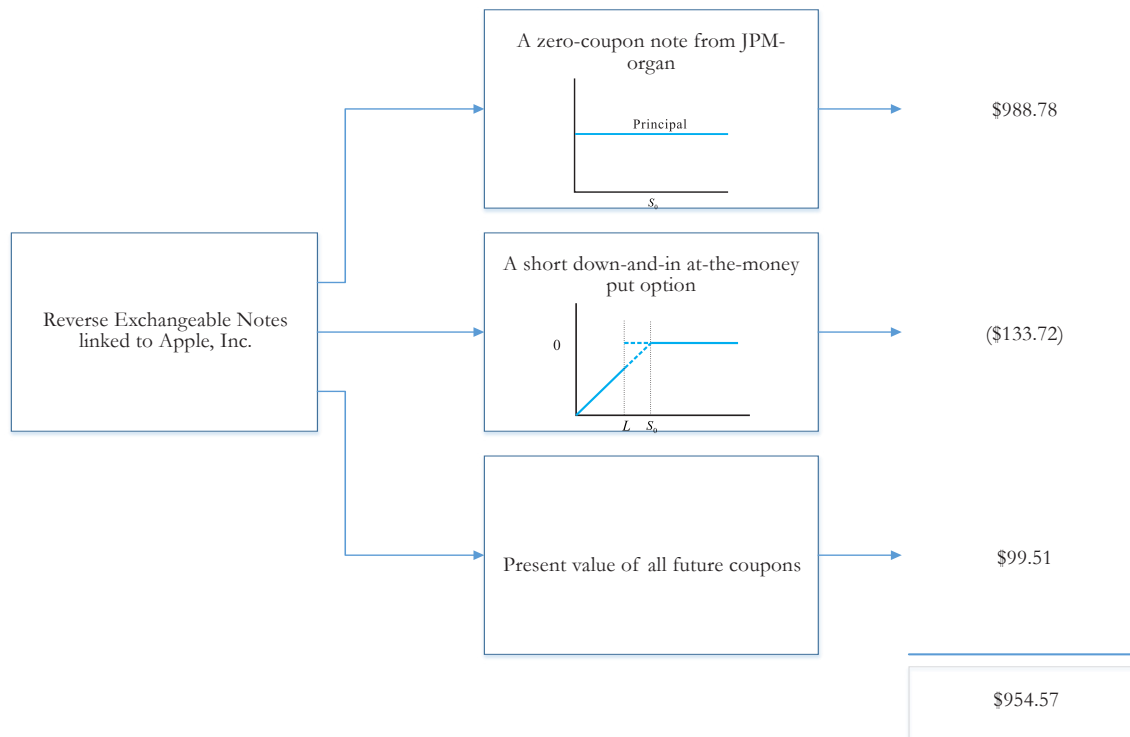 A zero-coupon note from JPM-
organ
Principal
S₀
$988.78
Reverse Exchangeable Notes
linked to Apple, Inc.
A short down-and-in at-the-money
put option
0
L S₀
($133.72)
Present value of all future coupons
$99.51
$954.57